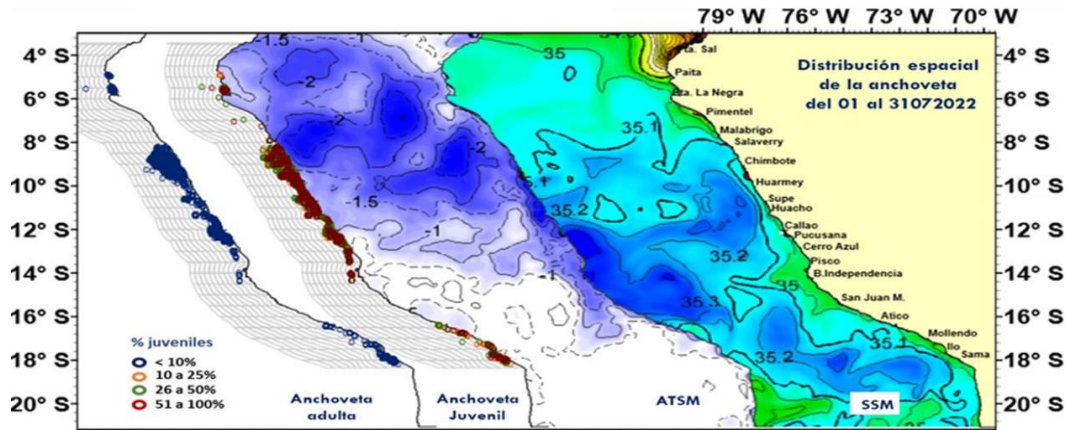 79° W 76° W 73° W 70° W
4° S
6° S
8° S
10° S
12° S
14° S
16° S
18° S
20° S
4° S
6° S
8° S
10° S
12° S
14° S
16° S
18° S
20° S
Distribución espacial
de la anchoveta
del 01 al 31072022
Sal
Paita
La Negra
Pimentel
Malabrigo
Salaverry
Chimbote
Huarmey
Supe
Huacho
Callao
Pucusana
Cerro Azul
Pisco
B.Independencia
San Juan M.
Atico
Mollendo
Ilo
Sama
-1.5
-2
-2
-2
-1
-1.5
-1
-1
35
35.1
35.2
35.2
35
35.3
35.1
35.2
% juveniles
< 10%
10 a 25%
26 a 50%
51 a 100%
Anchoveta
adulta
Anchoveta
Juvenil
ATSM
SSM